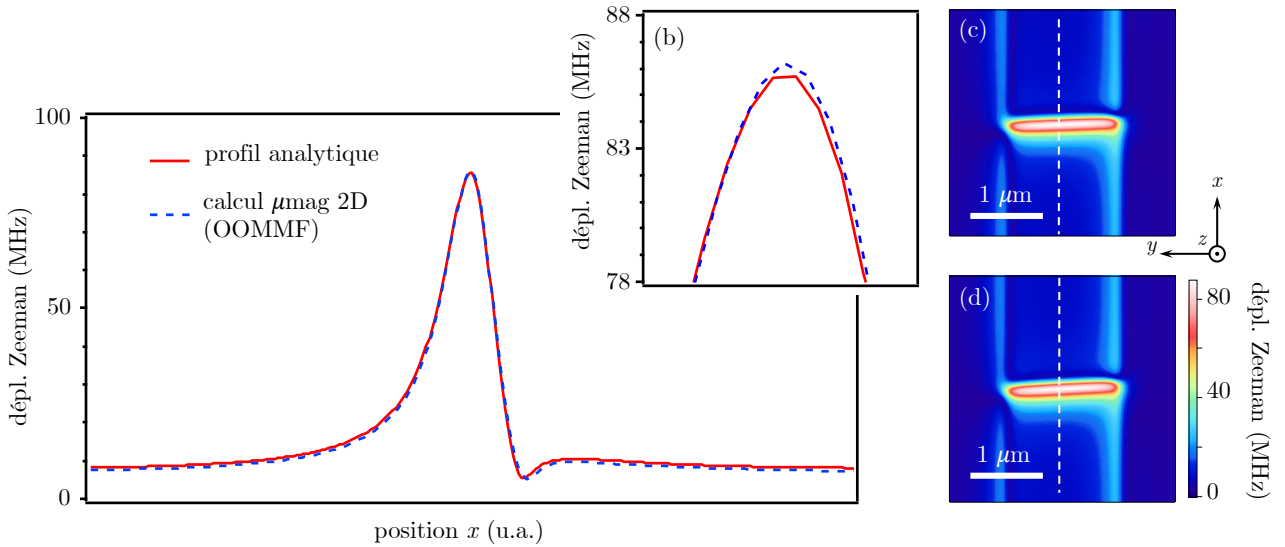 100
50
0
dépl. Zeeman (MHz)
position x (u.a.)
profil analytique
calcul μmag 2D
(OOMMF)
(b)
88
83
78
dépl. Zeeman (MHz)
(c)
1 μm
x
y
z
(d)
1 μm
80
40
0
dépl. Zeeman (MHz)